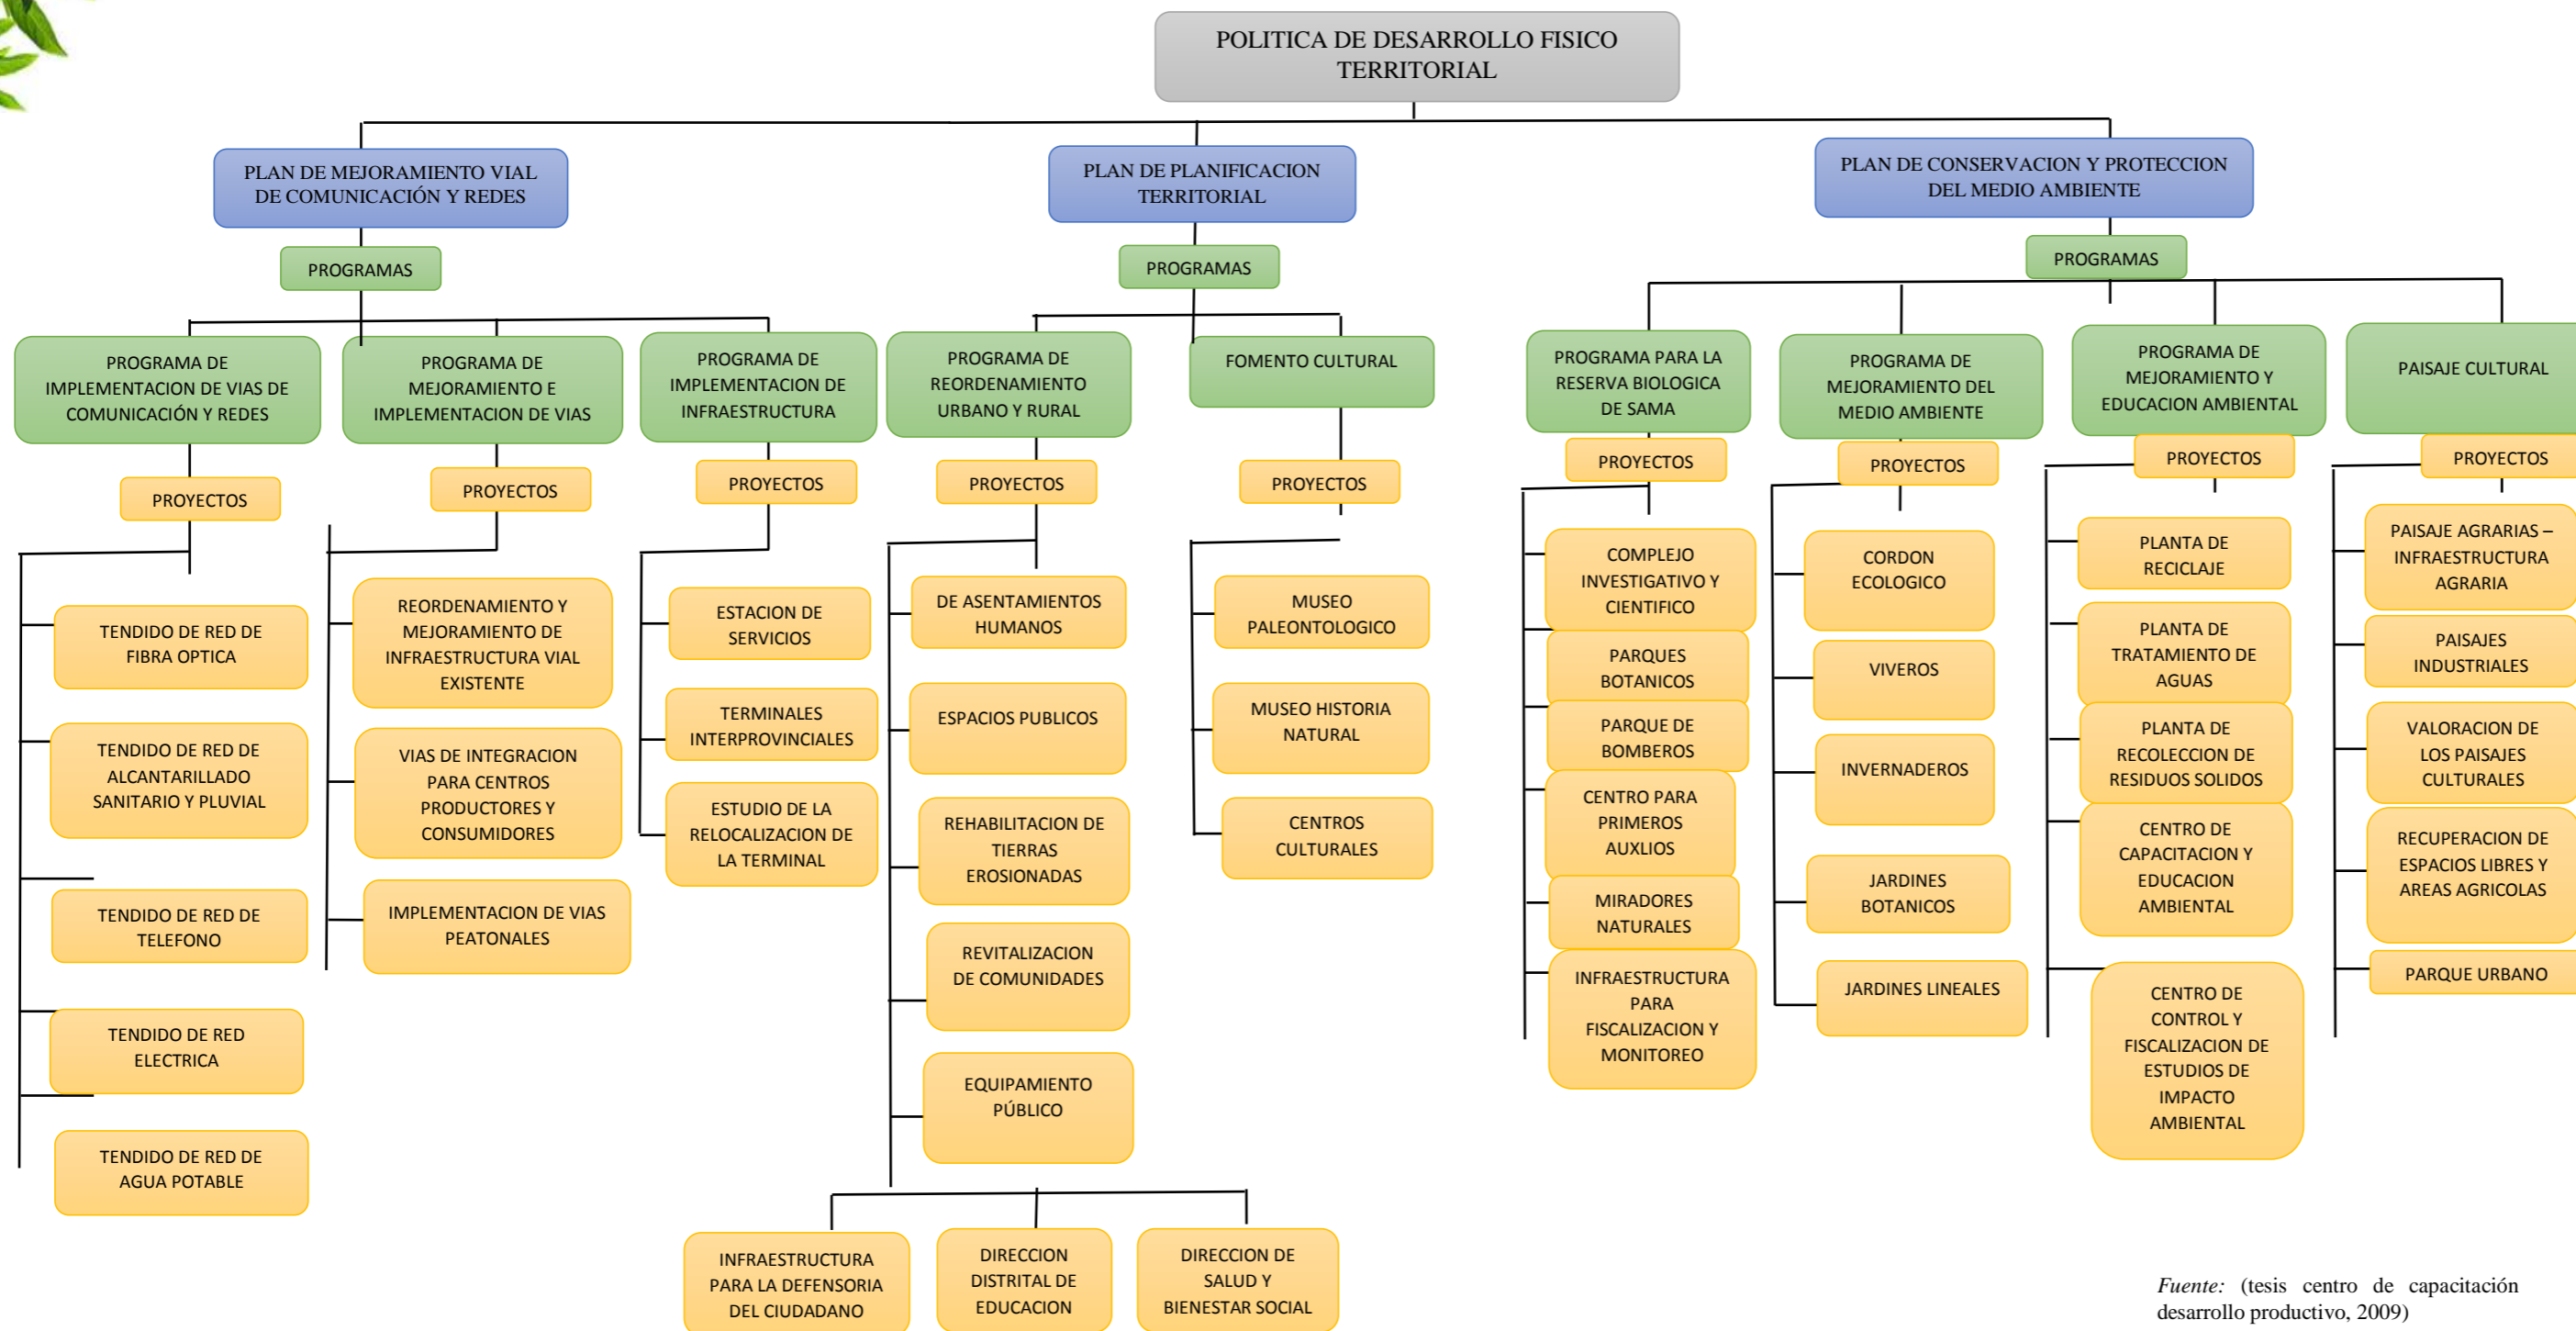 POLITICA DE DESARROLLO FISICO
TERRITORIAL
PLAN DE MEJORAMIENTO VIAL
DE COMUNICACIÓN Y REDES
PROGRAMAS
PROGRAMA DE
IMPLEMENTACION DE VIAS DE
COMUNICACIÓN Y REDES
PROYECTOS
TENDIDO DE RED DE
FIBRA OPTICA
TENDIDO DE RED DE
ALCANTARILLADO
SANITARIO Y PLUVIAL
TENDIDO DE RED DE
TELEFONO
TENDIDO DE RED
ELECTRICA
TENDIDO DE RED DE
AGUA POTABLE
PROGRAMA DE
MEJORAMIENTO E
IMPLEMENTACION DE VIAS
PROYECTOS
REORDENAMIENTO Y
MEJORAMIENTO DE
INFRAESTRUCTURA VIAL
EXISTENTE
VIAS DE INTEGRACION
PARA CENTROS
PRODUCTORES Y
CONSUMIDORES
IMPLEMENTACION DE VIAS
PEATONALES
PROGRAMA DE
IMPLEMENTACION DE
INFRAESTRUCTURA
PROYECTOS
ESTACION DE
SERVICIOS
TERMINALES
INTERPROVINCIALES
ESTUDIO DE LA
RELOCALIZACION DE
LA TERMINAL
PLAN DE PLANIFICACION
TERRITORIAL
PROGRAMAS
PROGRAMA DE
REORDENAMIENTO
URBANO Y RURAL
PROYECTOS
DE ASENTAMIENTOS
HUMANOS
ESPACIOS PUBLICOS
REHABILITACION DE
TIERRAS
EROSIONADAS
REVITALIZACION
DE COMUNIDADES
EQUIPAMIENTO
PÚBLICO
INFRAESTRUCTURA
PARA LA DEFENSORIA
DEL CIUDADANO
DIRECCION
DISTRITAL DE
EDUCACION
DIRECCION DE
SALUD Y
BIENESTAR SOCIAL
FOMENTO CULTURAL
PROYECTOS
MUSEO
PALEONTOLOGICO
MUSEO HISTORIA
NATURAL
CENTROS
CULTURALES
PLAN DE CONSERVACION Y PROTECCION
DEL MEDIO AMBIENTE
PROGRAMAS
PROGRAMA PARA LA
RESERVA BIOLOGICA
DE SAMA
PROYECTOS
COMPLEJO
INVESTIGATIVO Y
CIENTIFICO
PARQUES
BOTANICOS
PARQUE DE
BOMBEROS
CENTRO PARA
PRIMEROS
AUXLIOS
MIRADORES
NATURALES
INFRAESTRUCTURA
PARA
FISCALIZACION Y
MONITOREO
PROGRAMA DE
MEJORAMIENTO DEL
MEDIO AMBIENTE
PROYECTOS
CORDON
ECOLOGICO
VIVEROS
INVERNADEROS
JARDINES
BOTANICOS
JARDINES LINEALES
PROGRAMA DE
MEJORAMIENTO Y
EDUCACION AMBIENTAL
PROYECTOS
PLANTA DE
RECICLAJE
PLANTA DE
TRATAMIENTO DE
AGUAS
PLANTA DE
RECOLECCION DE
RESIDUOS SOLIDOS
CENTRO DE
CAPACITACION Y
EDUCACION
AMBIENTAL
CENTRO DE
CONTROL Y
FISCALIZACION DE
ESTUDIOS DE
IMPACTO
AMBIENTAL
PAISAJE CULTURAL
PROYECTOS
PAISAJE AGRARIAS –
INFRAESTRUCTURA
AGRARIA
PAISAJES
INDUSTRIALES
VALORACION DE
LOS PAISAJES
CULTURALES
RECUPERACION DE
ESPACIOS LIBRES Y
AREAS AGRICOLAS
PARQUE URBANO
Fuente: (tesis centro de capacitación
desarrollo productivo, 2009)